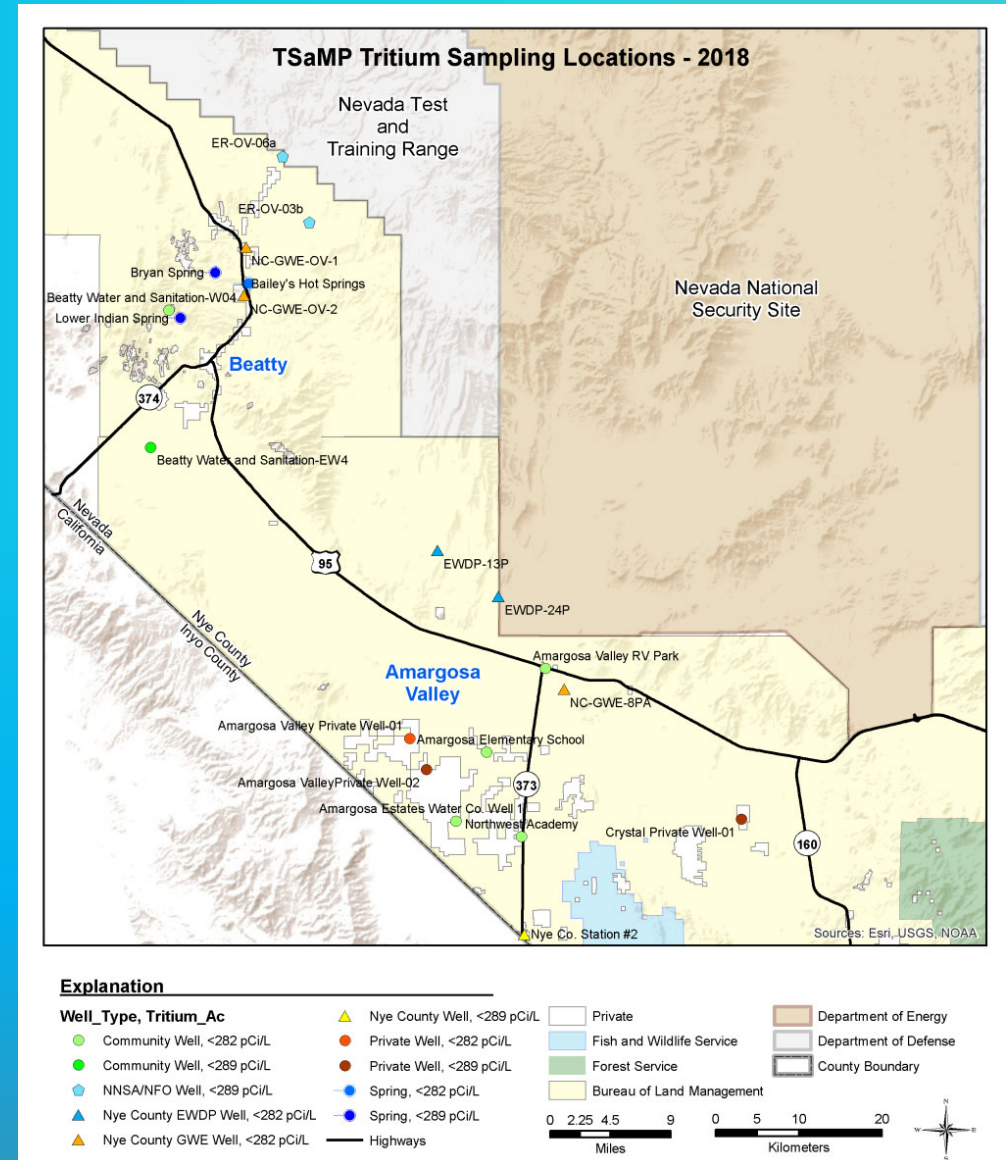 TSaMP Tritium Sampling Locations - 2018
Nevada Test
and
Training Range
ER-OV-06a
ER-OV-03b
NC-GWE-OV-1
Bryan Spring
Bailey's Hot Springs
Nevada National
Security Site
Beatty Water and Sanitation-W04
NC-GWE-OV-2
Lower Indian Spring
Beatty
374
Beatty Water and Sanitation-EW4
Nevada
California
95
EWDP-13P
EWDP-24P
Nye County
Inyo County
Amargosa Valley RV Park
Amargosa
Valley
NC-GWE-8PA
Amargosa Valley Private Well-01
Amargosa Elementary School
Amargosa ValleyPrivate Well-02
373
Amargosa Estates Water Co. Well 1
Northwest Academy
Crystal Private Well-01
160
Nye Co. Station #2
Sources: Esri, USGS, NOAA
Explanation
Well_Type, Tritium_Ac
Community Well, <282 pCi/L
Community Well, <289 pCi/L
NNSA/NFO Well, <289 pCi/L
Nye County EWDP Well, <282 pCi/L
Nye County GWE Well, <282 pCi/L
Nye County Well, <289 pCi/L
Private Well, <282 pCi/L
Private Well, <289 pCi/L
Spring, <282 pCi/L
Spring, <289 pCi/L
Highways
Private
Fish and Wildlife Service
Forest Service
Bureau of Land Management
Department of Energy
Department of Defense
County Boundary
0 2.25 4.5 9
Miles
0 5 10 20
Kilometers
N
W E
S